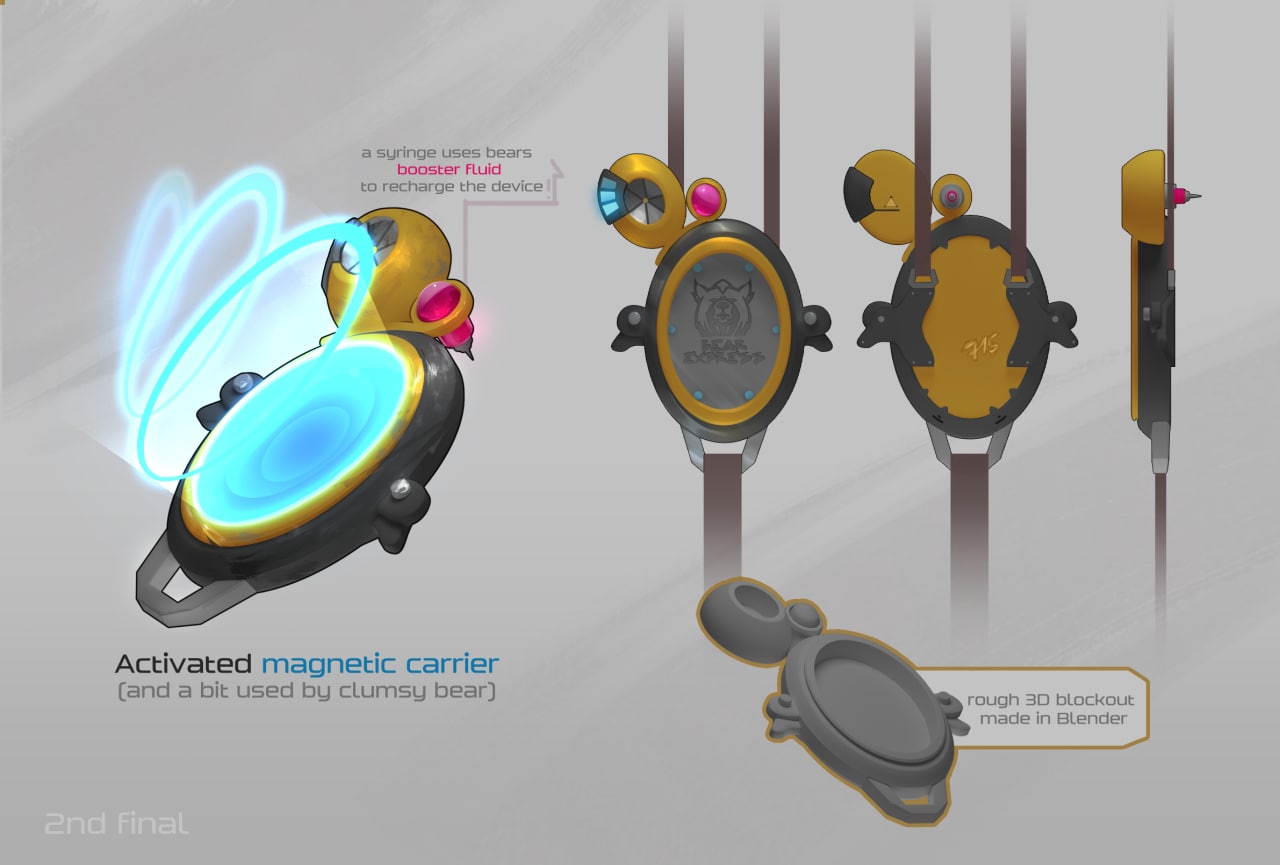 a syringe uses bears
booster fluid
to recharge the device
BEAR
EXPRESS
715
Activated magnetic carrier
(and a bit used by clumsy bear)
rough 3D blockout
made in Blender
2nd final